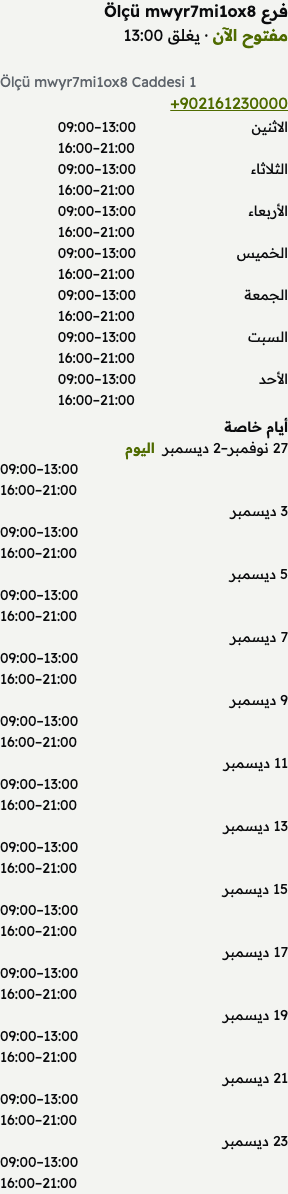 فرع Ölçü mwyr7mi1ox8
مفتوح الآن · يغلق 13:00
Ölçü mwyr7mi1ox8 Caddesi 1
+902161230000
الاثنين 09:00–13:00
16:00–21:00
الثلاثاء 09:00–13:00
16:00–21:00
الأربعاء 09:00–13:00
16:00–21:00
الخميس 09:00–13:00
16:00–21:00
الجمعة 09:00–13:00
16:00–21:00
السبت 09:00–13:00
16:00–21:00
الأحد 09:00–13:00
16:00–21:00
أيام خاصة
27 نوفمبر–2 ديسمبر اليوم
09:00–13:00
16:00–21:00
3 ديسمبر
09:00–13:00
16:00–21:00
5 ديسمبر
09:00–13:00
16:00–21:00
7 ديسمبر
09:00–13:00
16:00–21:00
9 ديسمبر
09:00–13:00
16:00–21:00
11 ديسمبر
09:00–13:00
16:00–21:00
13 ديسمبر
09:00–13:00
16:00–21:00
15 ديسمبر
09:00–13:00
16:00–21:00
17 ديسمبر
09:00–13:00
16:00–21:00
19 ديسمبر
09:00–13:00
16:00–21:00
21 ديسمبر
09:00–13:00
16:00–21:00
23 ديسمبر
09:00–13:00
16:00–21:00